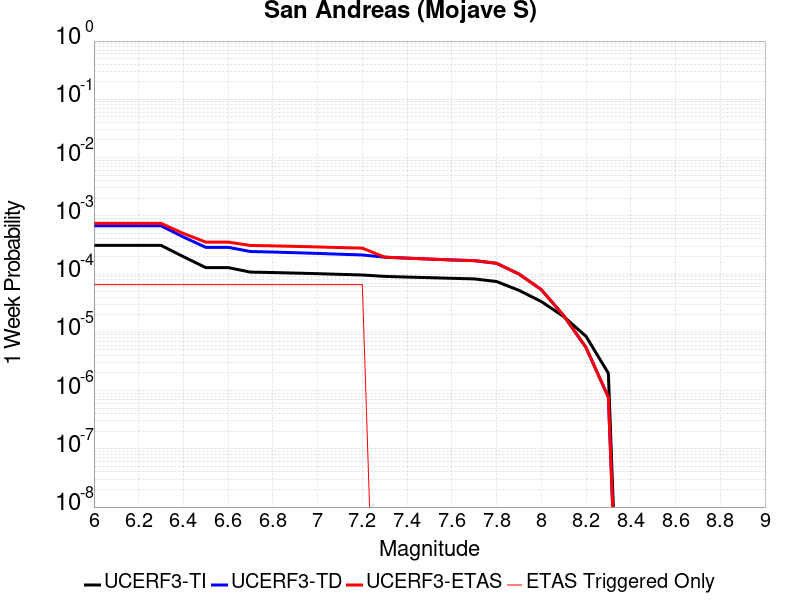 San Andreas (Mojave S)
10^0
10^-1
10^-2
10^-3
10^-4
10^-5
10^-6
10^-7
10^-8
1 Week Probability
6 6.2 6.4 6.6 6.8 7 7.2 7.4 7.6 7.8 8 8.2 8.4 8.6 8.8 9
Magnitude
UCERF3-TI UCERF3-TD UCERF3-ETAS ETAS Triggered Only